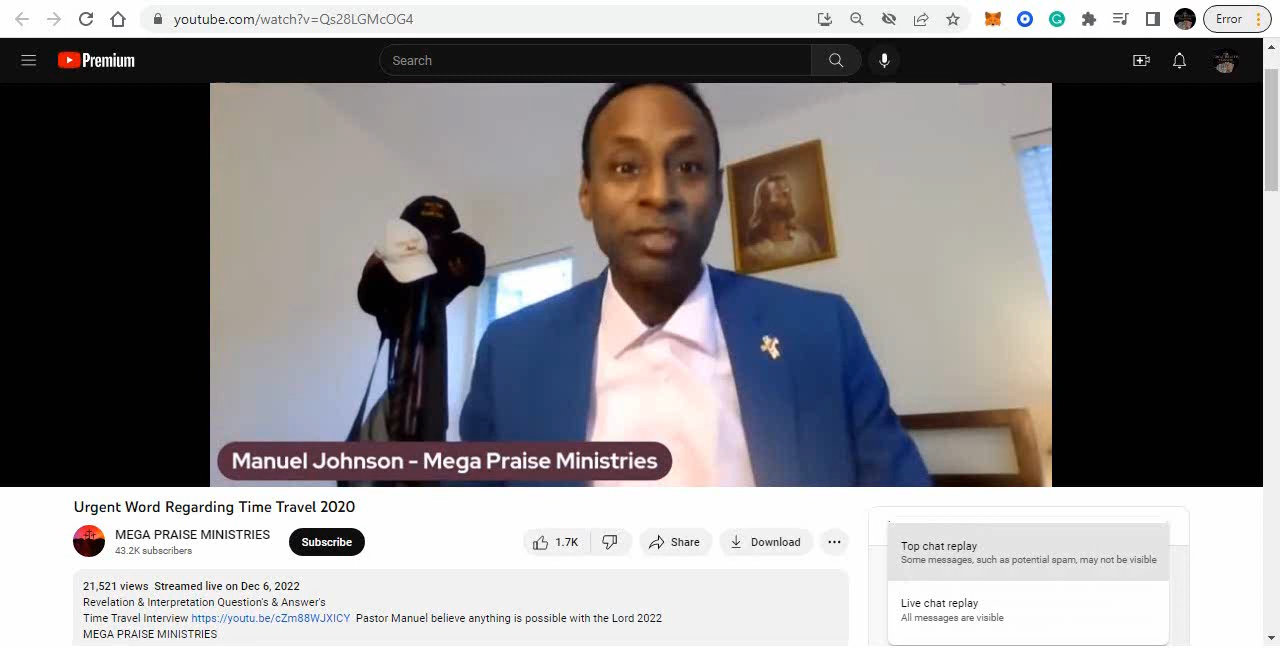 youtube.com/watch?v=Qs28LGMcOG4
Error
Premium
Search
Manuel Johnson - Mega Praise Ministries
Urgent Word Regarding Time Travel 2020
MEGA PRAISE MINISTRIES
43.2K subscribers
Subscribe
1.7K
Share
Download
21,521 views Streamed live on Dec 6, 2022
Revelation & Interpretation Question's & Answer's
Time Travel Interview https://youtu.be/cZm88WJXICY Pastor Manuel believe anything is possible with the Lord 2022
MEGA PRAISE MINISTRIES
Top chat replay
Some messages, such as potential spam, may not be visible
Live chat replay
All messages are visible